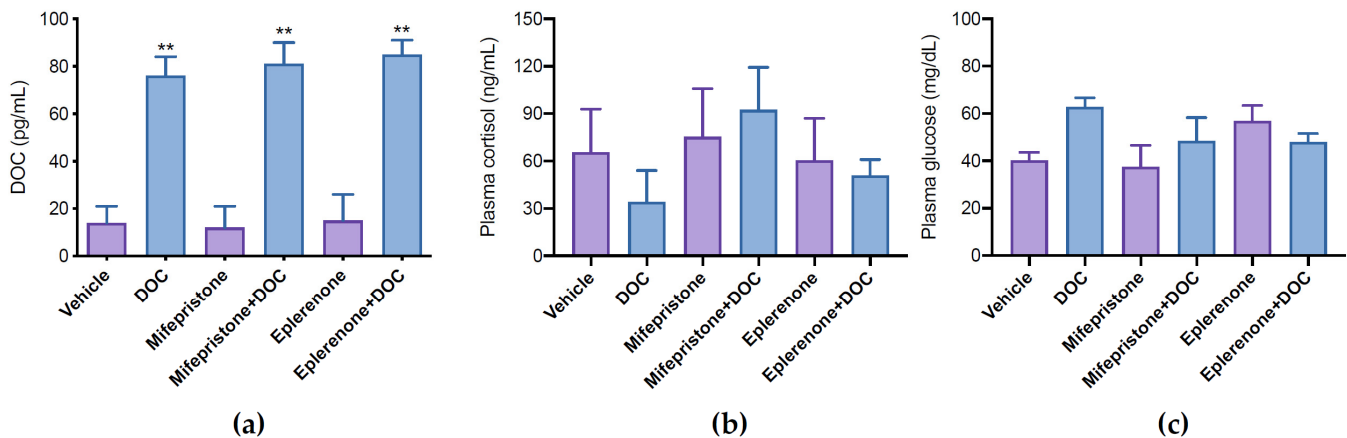 DOC (pg/mL)
100
80
60
40
20
0
**
**
**
Vehicle
DOC
Mifepristone
Mifepristone+DOC
Eplerenone
Eplerenone+DOC
(a)
Plasma cortisol (ng/mL)
150
120
90
60
30
0
Vehicle
DOC
Mifepristone
Mifepristone+DOC
Eplerenone
Eplerenone+DOC
(b)
Plasma glucose (mg/dL)
100
80
60
40
20
0
Vehicle
DOC
Mifepristone
Mifepristone+DOC
Eplerenone
Eplerenone+DOC
(c)